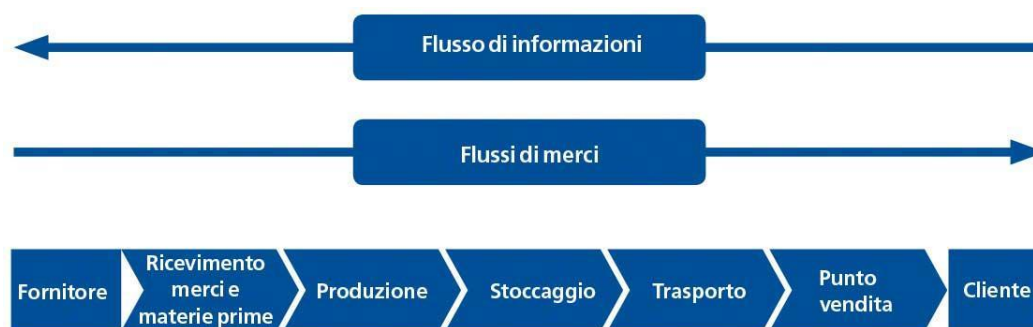 Flusso di informazioni
Flussi di merci
Fornitore
Ricevimento
merci e
materie prime
Produzione
Stoccaggio
Trasporto
Punto
vendita
Cliente